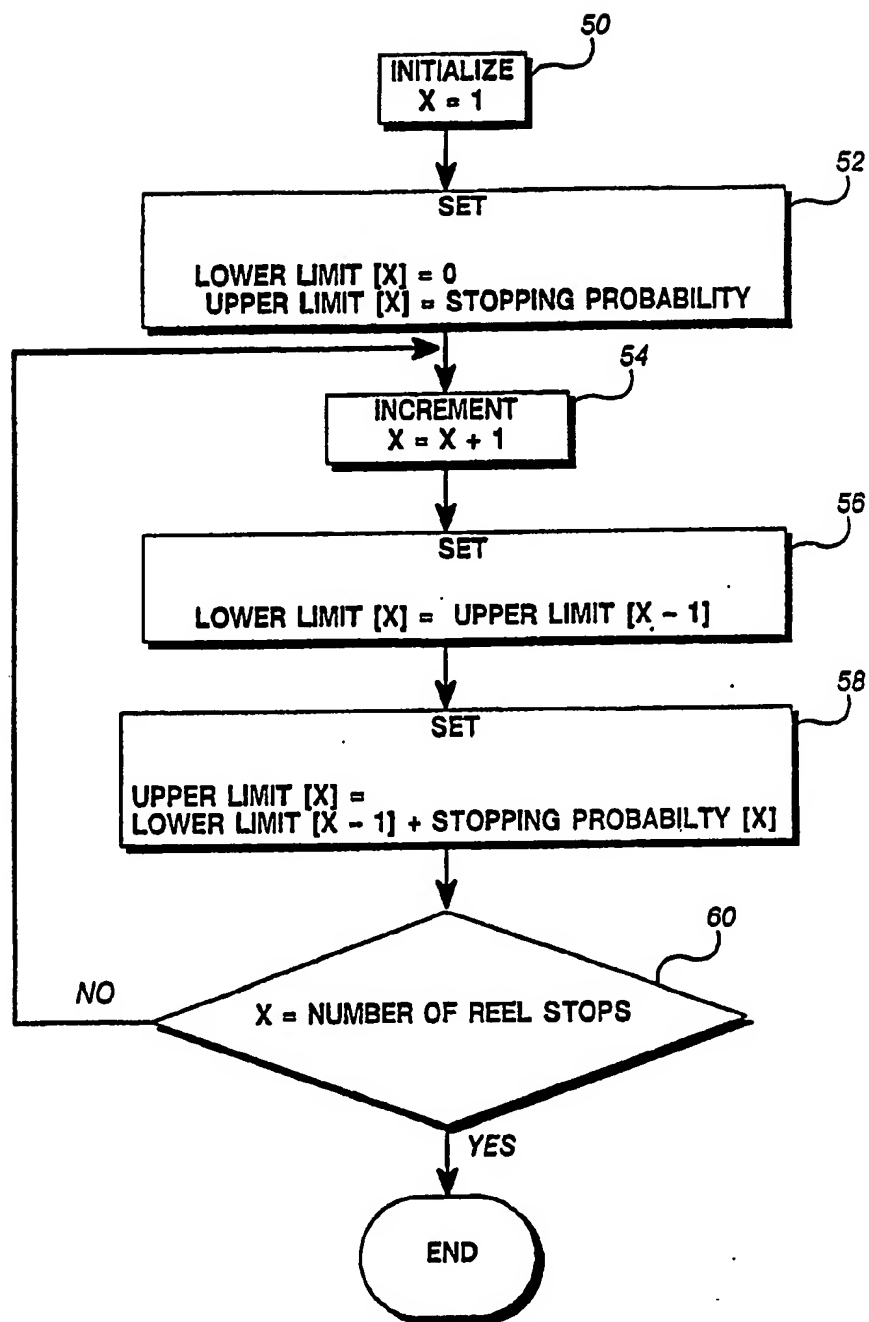 50
INITIALIZE
X = 1
52
SET
LOWER LIMIT [X] = 0
UPPER LIMIT [X] = STOPPING PROBABILITY
54
INCREMENT
X = X + 1
56
SET
LOWER LIMIT [X] = UPPER LIMIT [X - 1]
58
SET
UPPER LIMIT [X] =
LOWER LIMIT [X - 1] + STOPPING PROBABILTY [X]
60
NO
X = NUMBER OF REEL STOPS
YES
END